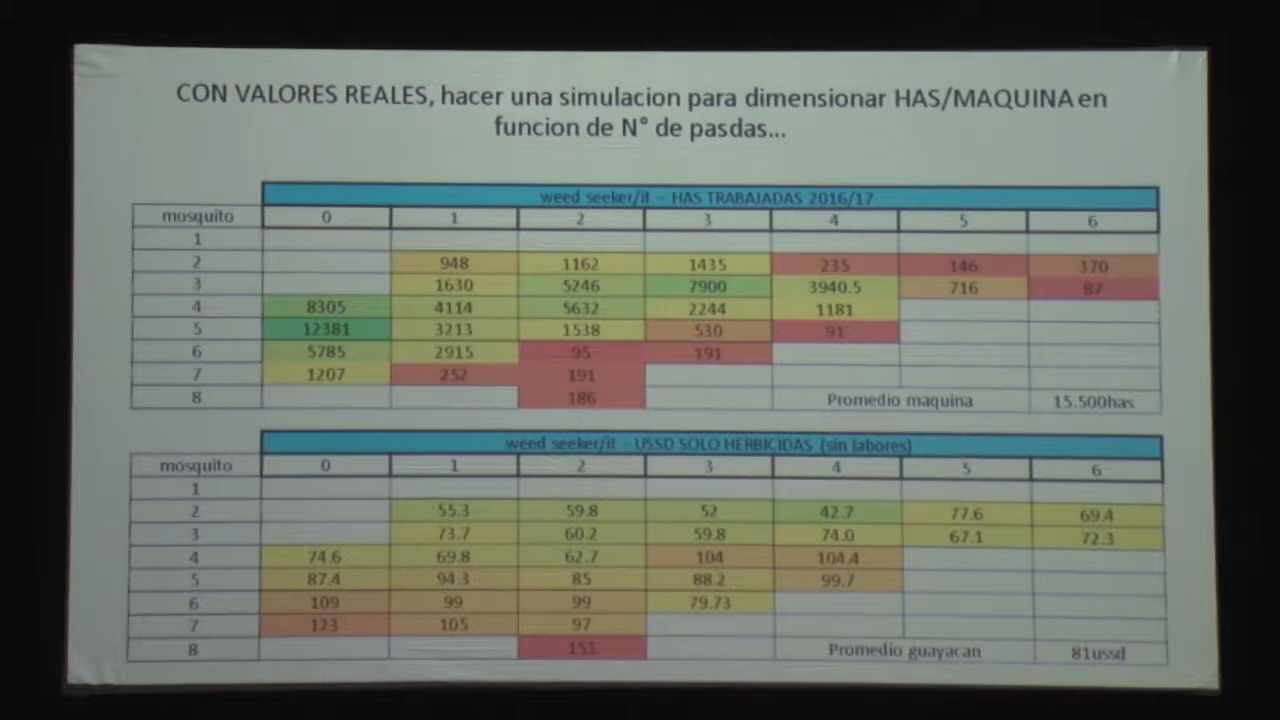 CON VALORES REALES, hacer una simulacion para dimensionar HAS/MAQUINA en
funcion de N° de pasdas...
weed seeker/it - HAS TRABAJADAS 2016/17
mosquito 0 1 2 3 4 5 6
1
2 948 1162 1435 235 146 370
3 1630 5246 7900 3940.5 716 87
4 8305 4114 5632 2244 1181
5 12381 3213 1538 530 91
6 5785 2915 95 191
7 1207 252 191
8 186 Promedio maquina 15.500has
weed seeker/it - USSD SOLO HERBICIDAS (sin labores)
mosquito 0 1 2 3 4 5 6
1
2 55.3 59.8 52 42.7 77.6 69.4
3 73.7 60.2 59.8 74.0 67.1 72.3
4 74.6 69.8 62.7 104 104.4
5 87.4 94.3 85 88.2 99.7
6 109 99 99 79.73
7 123 105 97
8 151 Promedio guayacan 81ussd